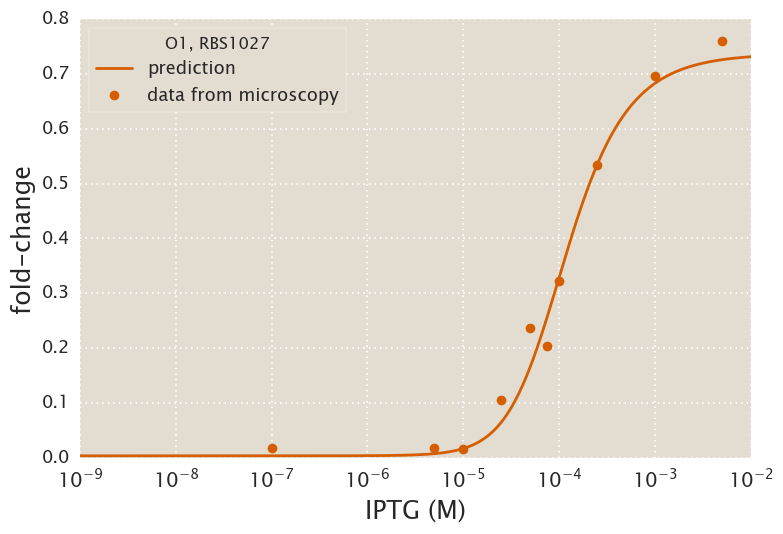 O1, RBS1027
prediction
data from microscopy
fold-change
0.8
0.7
0.6
0.5
0.4
0.3
0.2
0.1
0.0
10⁻⁹ 10⁻⁸ 10⁻⁷ 10⁻⁶ 10⁻⁵ 10⁻⁴ 10⁻³ 10⁻²
IPTG (M)